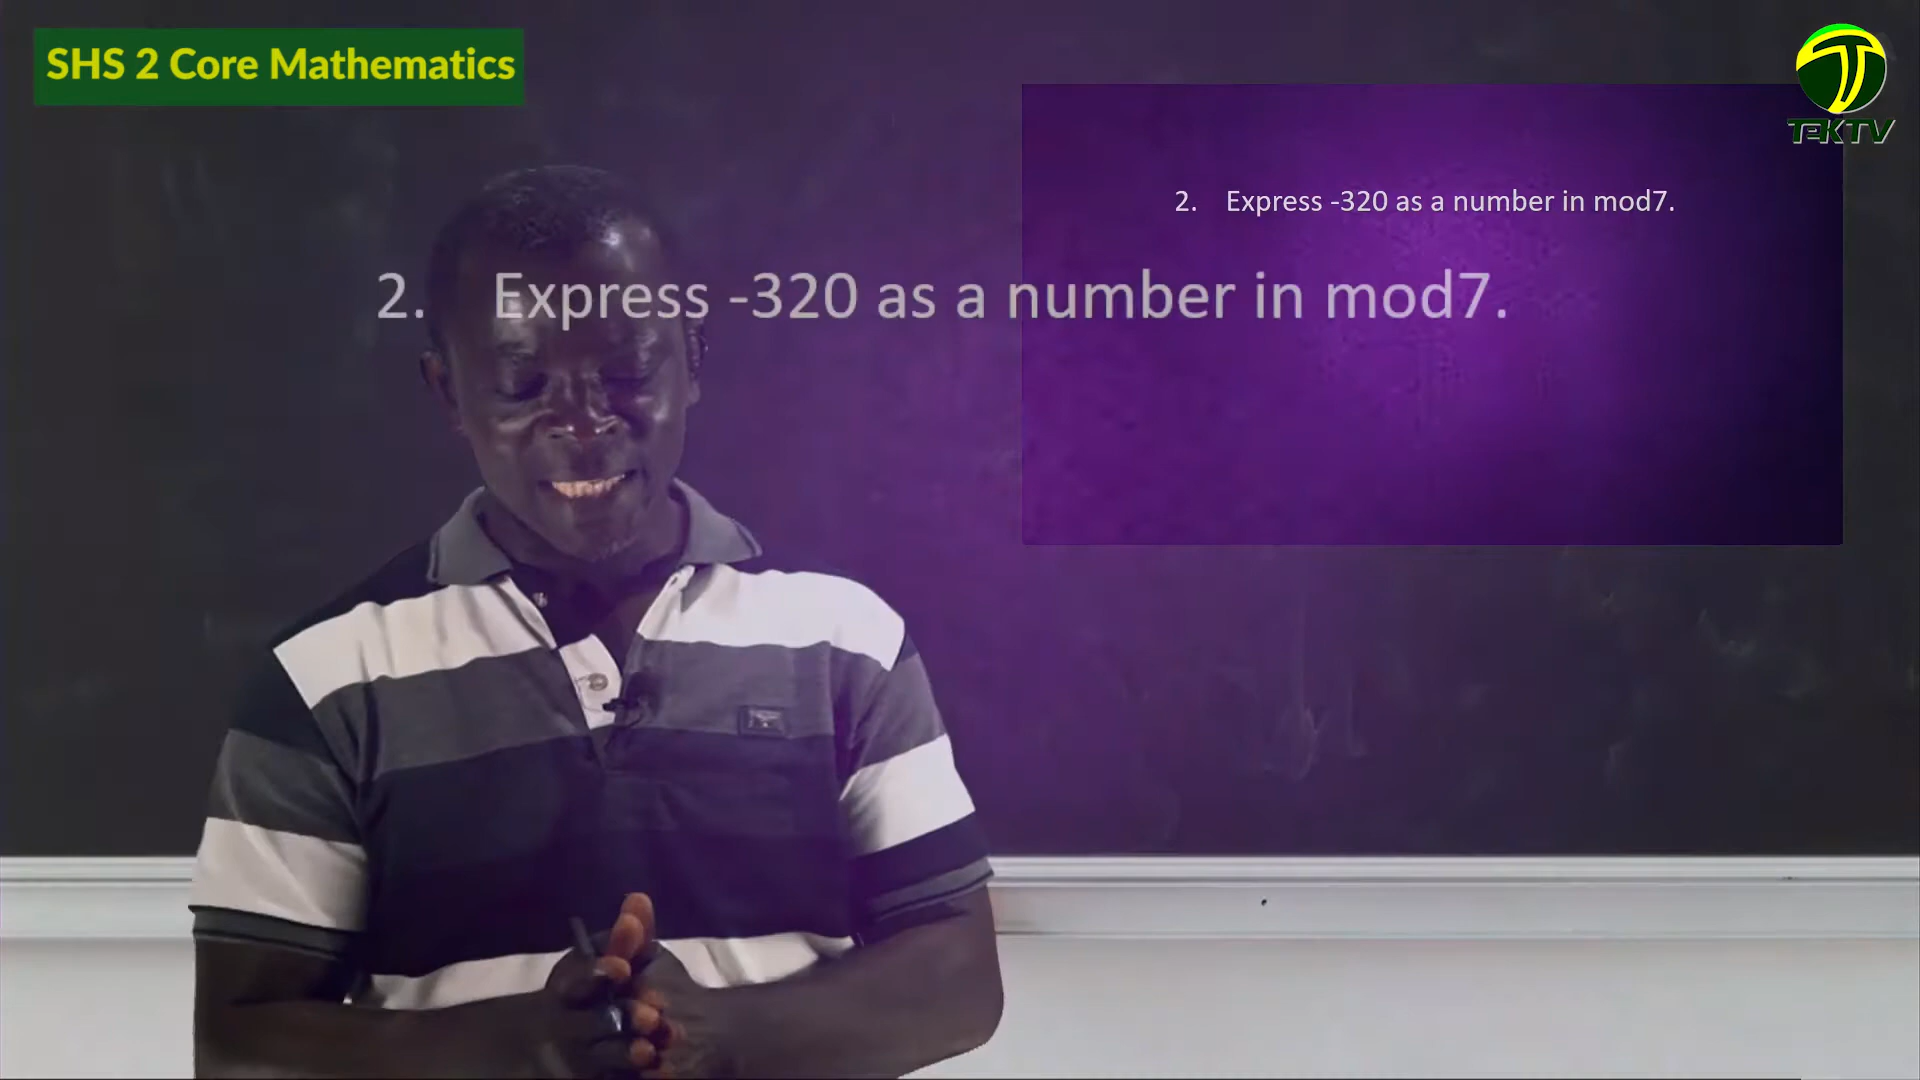 SHS 2 Core Mathematics
TEKTV
2. Express -320 as a number in mod7.
2. Express -320 as a number in mod7.